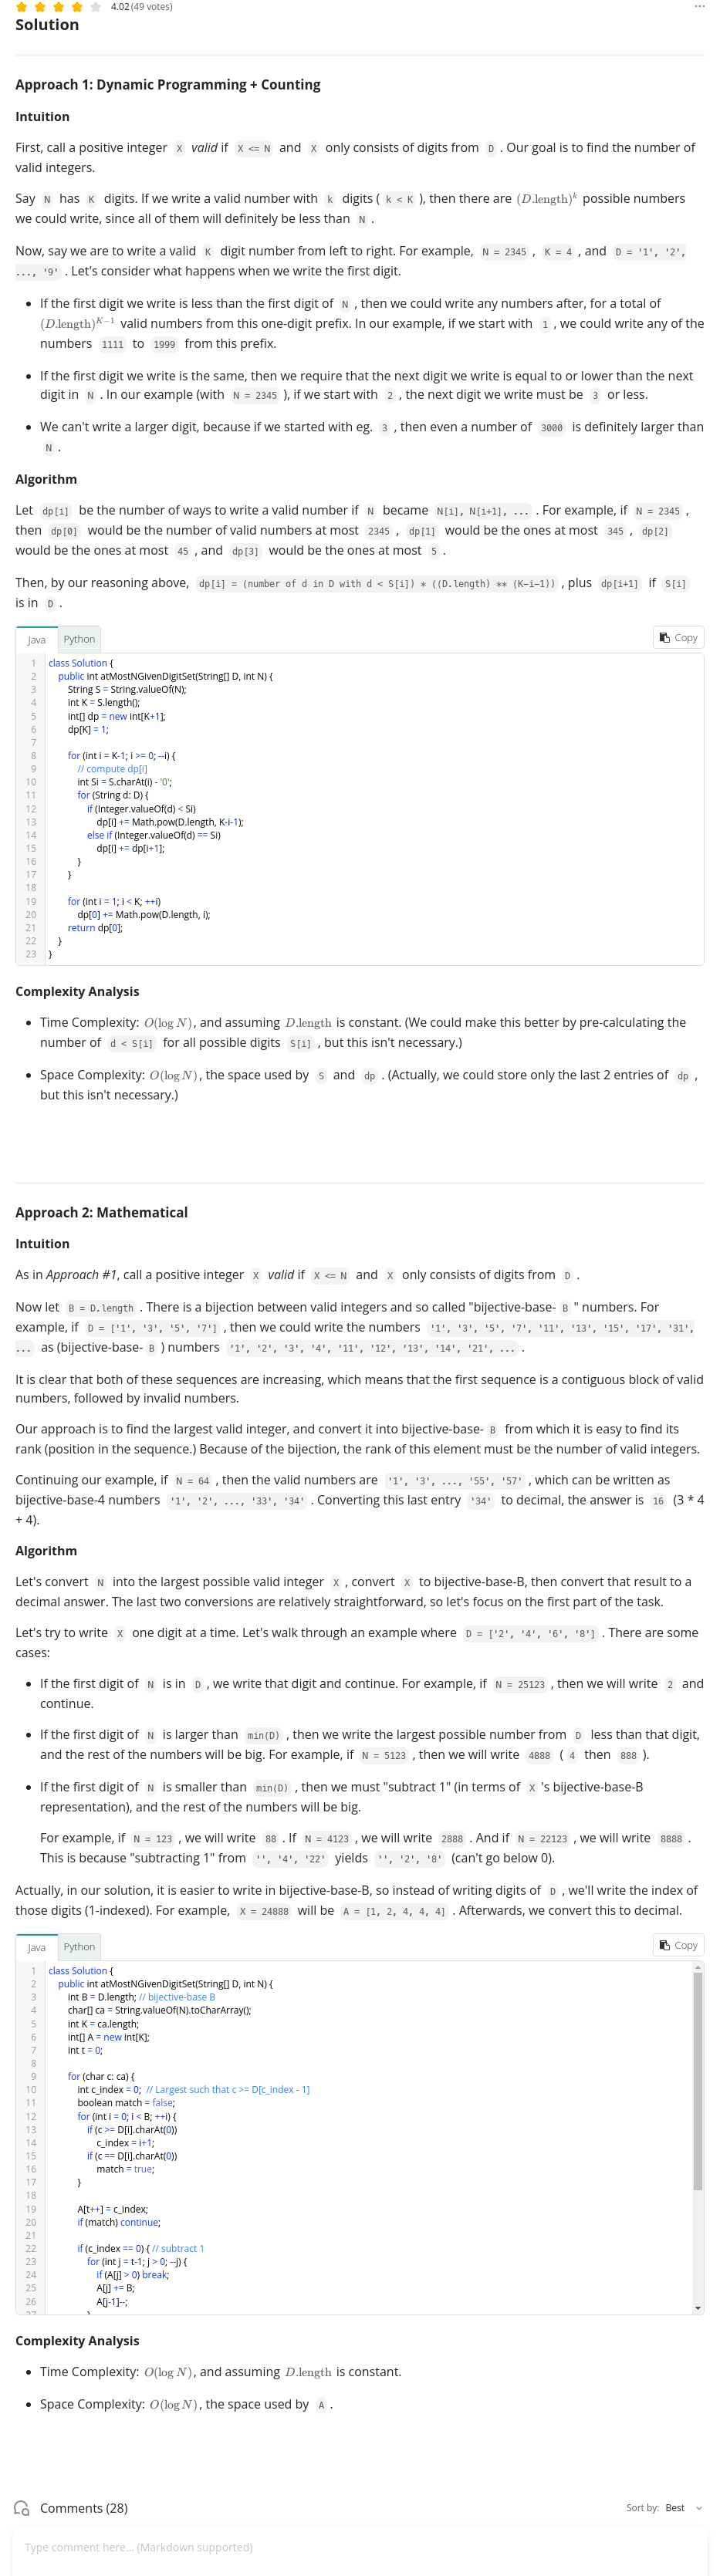 4.02 (49 votes)
Solution
Approach 1: Dynamic Programming + Counting
Intuition
First, call a positive integer X valid if X <= N and X only consists of digits from D . Our goal is to find the number of
valid integers.
Say N has K digits. If we write a valid number with k digits ( k < K ), then there are (D.length)^k possible numbers
we could write, since all of them will definitely be less than N .
Now, say we are to write a valid K digit number from left to right. For example, N = 2345 , K = 4 , and D = '1', '2',
..., '9' . Let's consider what happens when we write the first digit.
• If the first digit we write is less than the first digit of N , then we could write any numbers after, for a total of
(D.length)^{K−1} valid numbers from this one-digit prefix. In our example, if we start with 1 , we could write any of the
numbers 1111 to 1999 from this prefix.
• If the first digit we write is the same, then we require that the next digit we write is equal to or lower than the next
digit in N . In our example (with N = 2345 ), if we start with 2 , the next digit we write must be 3 or less.
• We can't write a larger digit, because if we started with eg. 3 , then even a number of 3000 is definitely larger than
N .
Algorithm
Let dp[i] be the number of ways to write a valid number if N became N[i], N[i+1], ... . For example, if N = 2345 ,
then dp[0] would be the number of valid numbers at most 2345 , dp[1] would be the ones at most 345 , dp[2]
would be the ones at most 45 , and dp[3] would be the ones at most 5 .
Then, by our reasoning above, dp[i] = (number of d in D with d < S[i]) * ((D.length) ** (K-i-1)) , plus dp[i+1] if S[i]
is in D .
Java Python Copy
1 class Solution {
2 public int atMostNGivenDigitSet(String[] D, int N) {
3 String S = String.valueOf(N);
4 int K = S.length();
5 int[] dp = new int[K+1];
6 dp[K] = 1;
7
8 for (int i = K-1; i >= 0; --i) {
9 // compute dp[i]
10 int Si = S.charAt(i) - '0';
11 for (String d: D) {
12 if (Integer.valueOf(d) < Si)
13 dp[i] += Math.pow(D.length, K-i-1);
14 else if (Integer.valueOf(d) == Si)
15 dp[i] += dp[i+1];
16 }
17 }
18
19 for (int i = 1; i < K; ++i)
20 dp[0] += Math.pow(D.length, i);
21 return dp[0];
22 }
23 }
Complexity Analysis
• Time Complexity: O(log N), and assuming D.length is constant. (We could make this better by pre-calculating the
number of d < S[i] for all possible digits S[i] , but this isn't necessary.)
• Space Complexity: O(log N), the space used by S and dp . (Actually, we could store only the last 2 entries of dp ,
but this isn't necessary.)
Approach 2: Mathematical
Intuition
As in Approach #1, call a positive integer X valid if X <= N and X only consists of digits from D .
Now let B = D.length . There is a bijection between valid integers and so called "bijective-base- B " numbers. For
example, if D = ['1', '3', '5', '7'] , then we could write the numbers '1', '3', '5', '7', '11', '13', '15', '17', '31',
... as (bijective-base- B ) numbers '1', '2', '3', '4', '11', '12', '13', '14', '21', ... .
It is clear that both of these sequences are increasing, which means that the first sequence is a contiguous block of valid
numbers, followed by invalid numbers.
Our approach is to find the largest valid integer, and convert it into bijective-base- B from which it is easy to find its
rank (position in the sequence.) Because of the bijection, the rank of this element must be the number of valid integers.
Continuing our example, if N = 64 , then the valid numbers are '1', '3', ..., '55', '57' , which can be written as
bijective-base-4 numbers '1', '2', ..., '33', '34' . Converting this last entry '34' to decimal, the answer is 16 (3 * 4
+ 4).
Algorithm
Let's convert N into the largest possible valid integer X , convert X to bijective-base-B, then convert that result to a
decimal answer. The last two conversions are relatively straightforward, so let's focus on the first part of the task.
Let's try to write X one digit at a time. Let's walk through an example where D = ['2', '4', '6', '8'] . There are some
cases:
• If the first digit of N is in D , we write that digit and continue. For example, if N = 25123 , then we will write 2 and
continue.
• If the first digit of N is larger than min(D) , then we write the largest possible number from D less than that digit,
and the rest of the numbers will be big. For example, if N = 5123 , then we will write 4888 ( 4 then 888 ).
• If the first digit of N is smaller than min(D) , then we must "subtract 1" (in terms of X 's bijective-base-B
representation), and the rest of the numbers will be big.
For example, if N = 123 , we will write 88 . If N = 4123 , we will write 2888 . And if N = 22123 , we will write 8888 .
This is because "subtracting 1" from '', '4', '22' yields '', '2', '8' (can't go below 0).
Actually, in our solution, it is easier to write in bijective-base-B, so instead of writing digits of D , we'll write the index of
those digits (1-indexed). For example, X = 24888 will be A = [1, 2, 4, 4, 4] . Afterwards, we convert this to decimal.
Java Python Copy
1 class Solution {
2 public int atMostNGivenDigitSet(String[] D, int N) {
3 int B = D.length; // bijective-base B
4 char[] ca = String.valueOf(N).toCharArray();
5 int K = ca.length;
6 int[] A = new int[K];
7 int t = 0;
8
9 for (char c: ca) {
10 int c_index = 0; // Largest such that c >= D[c_index - 1]
11 boolean match = false;
12 for (int i = 0; i < B; ++i) {
13 if (c >= D[i].charAt(0))
14 c_index = i+1;
15 if (c == D[i].charAt(0))
16 match = true;
17 }
18
19 A[t++] = c_index;
20 if (match) continue;
21
22 if (c_index == 0) { // subtract 1
23 for (int j = t-1; j > 0; --j) {
24 if (A[j] > 0) break;
25 A[j] += B;
26 A[j-1]--;
27 }
Complexity Analysis
• Time Complexity: O(log N), and assuming D.length is constant.
• Space Complexity: O(log N), the space used by A .
Comments (28) Sort by: Best
Type comment here... (Markdown supported)